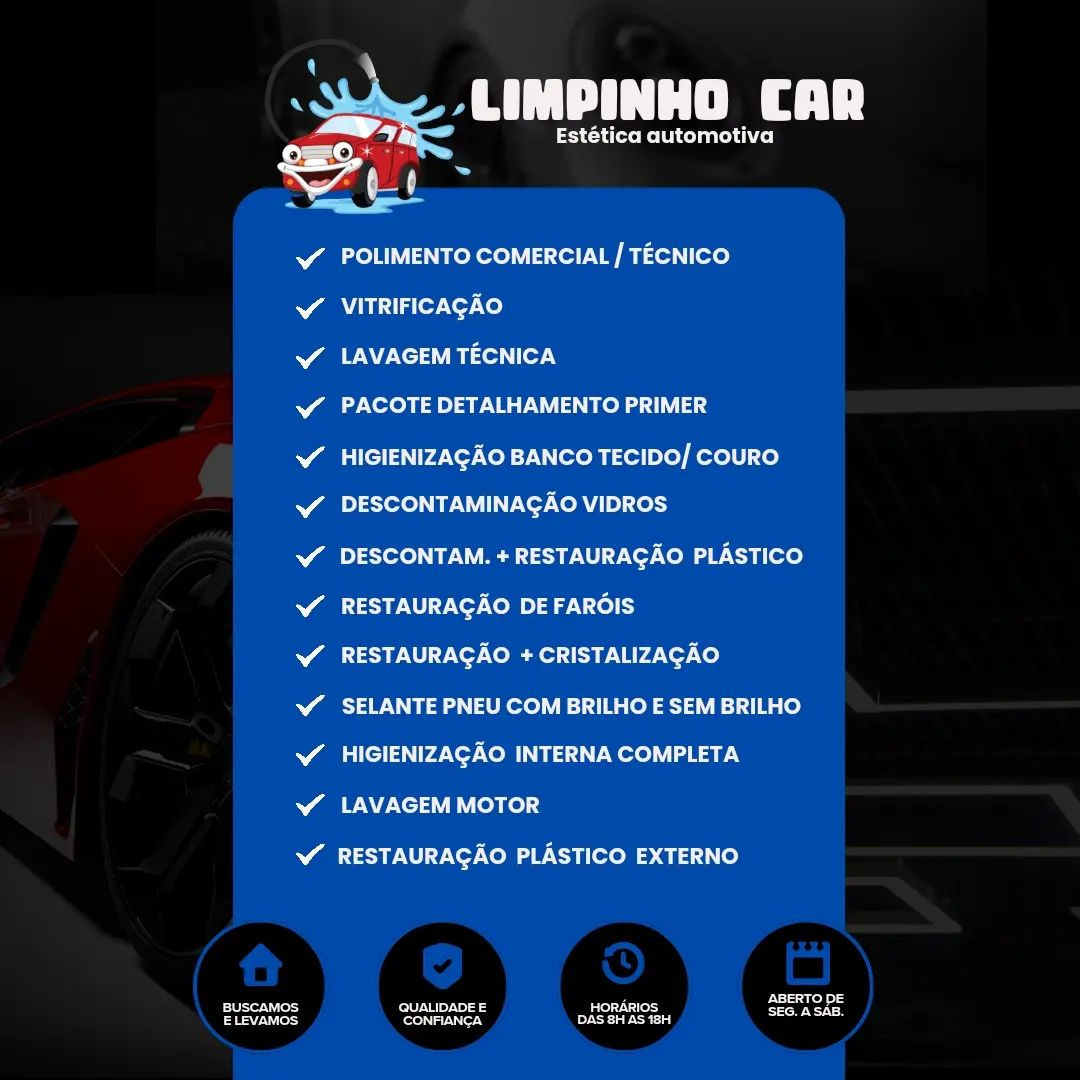 LIMPINHO CAR
Estética automotiva
POLIMENTO COMERCIAL / TÉCNICO
VITRIFICAÇÃO
LAVAGEM TÉCNICA
PACOTE DETALHAMENTO PRIMER
HIGIENIZAÇÃO BANCO TECIDO/ COURO
DESCONTAMINAÇÃO VIDROS
DESCONTAM. + RESTAURAÇÃO PLÁSTICO
RESTAURAÇÃO DE FARÓIS
RESTAURAÇÃO + CRISTALIZAÇÃO
SELANTE PNEU COM BRILHO E SEM BRILHO
HIGIENIZAÇÃO INTERNA COMPLETA
LAVAGEM MOTOR
RESTAURAÇÃO PLÁSTICO EXTERNO
BUSCAMOS
E LEVAMOS
QUALIDADE E
CONFIANÇA
HORÁRIOS
DAS 8H AS 18H
ABERTO DE
SEG. A SÁB.